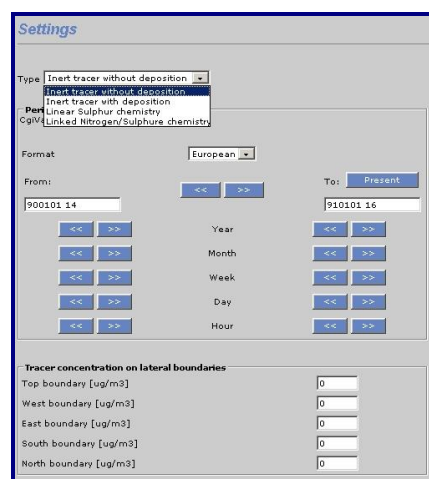 Settings
Type Inert tracer without deposition
Inert tracer without deposition
Inert tracer with deposition
Linear Sulphur chemistry
Linked Nitrogen/Sulphure chemistry
Peri
CgiVa
Format European
From: << >> To: Present
900101 14 910101 16
<< >> Year << >>
<< >> Month << >>
<< >> Week << >>
<< >> Day << >>
<< >> Hour << >>
Tracer concentration on lateral boundaries
Top boundary [ug/m3] 0
West boundary [ug/m3] 0
East boundary [ug/m3] 0
South boundary [ug/m3] 0
North boundary [ug/m3] 0